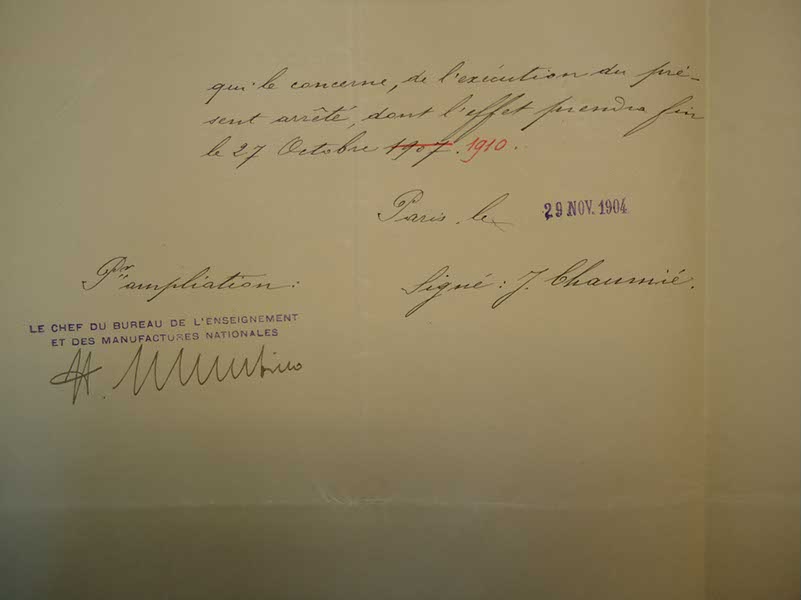 qui le concerne, de l'exécution du pré-
sent arrêté, dont l'effet prendra fin
le 27 Octobre 1907. 1910.
Paris, le 29 NOV. 1904
Pr ampliation:
Signé: J. Chaumié.
LE CHEF DU BUREAU DE L'ENSEIGNEMENT
ET DES MANUFACTURES NATIONALES
H.